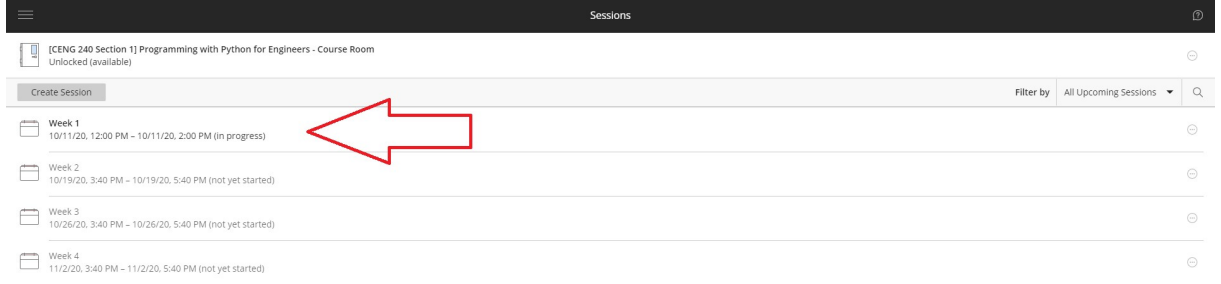 Sessions
[CENG 240 Section 1] Programming with Python for Engineers - Course Room
Unlocked (available)
Create Session
Filter by
All Upcoming Sessions
Week 1
10/11/20, 12:00 PM – 10/11/20, 2:00 PM (in progress)
Week 2
10/19/20, 3:40 PM – 10/19/20, 5:40 PM (not yet started)
Week 3
10/26/20, 3:40 PM – 10/26/20, 5:40 PM (not yet started)
Week 4
11/2/20, 3:40 PM – 11/2/20, 5:40 PM (not yet started)